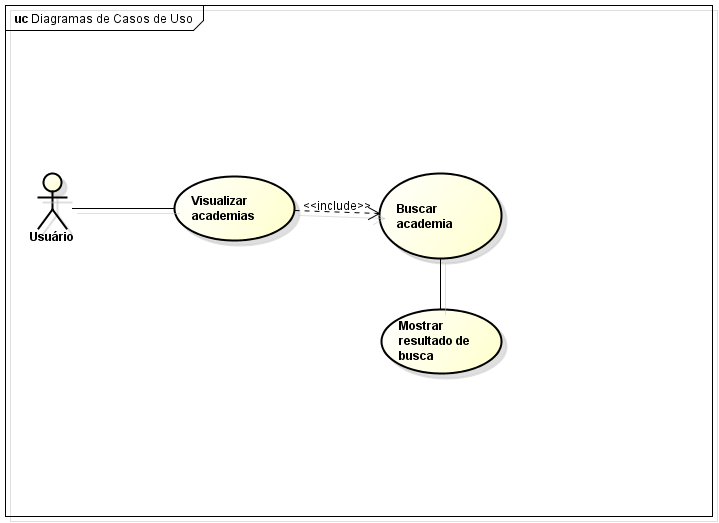 uc Diagramas de Casos de Uso
Visualizar
academias
<<include>>
Buscar
academia
Usuário
Mostrar
resultado de
busca